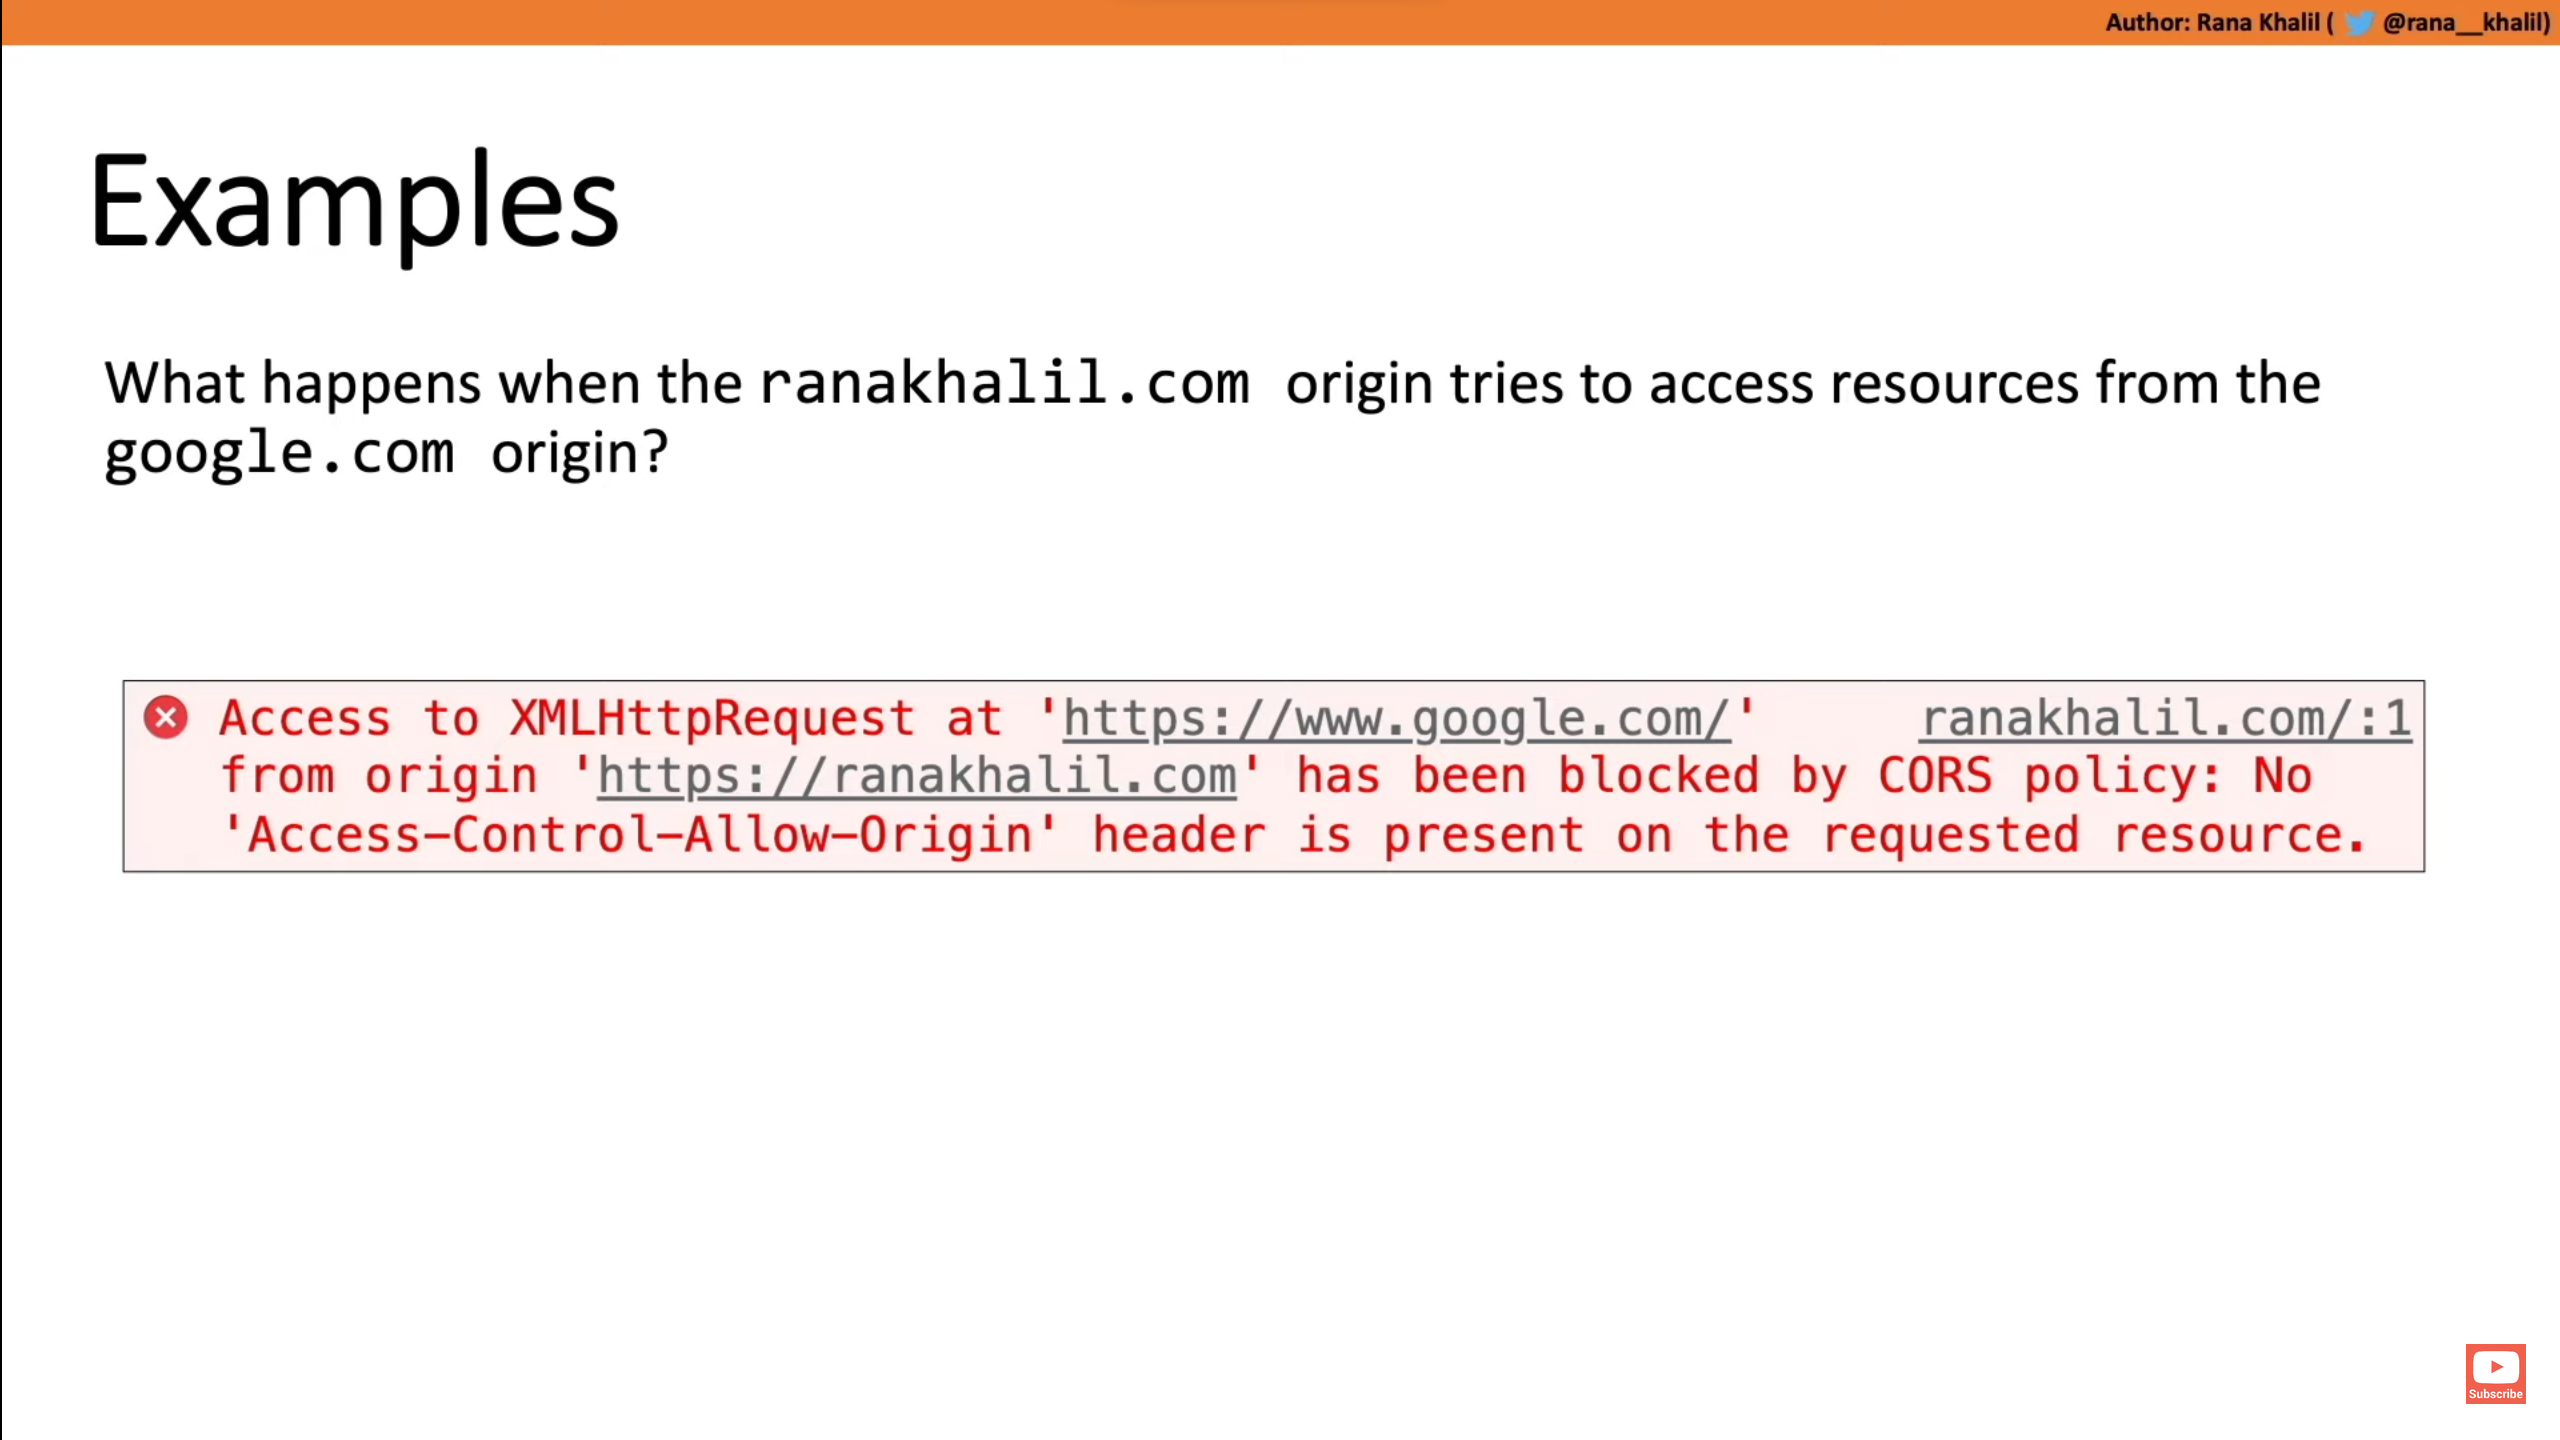 Author: Rana Khalil ( @rana__khalil)
Examples
What happens when the ranakhalil.com origin tries to access resources from the
google.com origin?
Access to XMLHttpRequest at 'https://www.google.com/' ranakhalil.com/:1
from origin 'https://ranakhalil.com' has been blocked by CORS policy: No
'Access-Control-Allow-Origin' header is present on the requested resource.
Subscribe